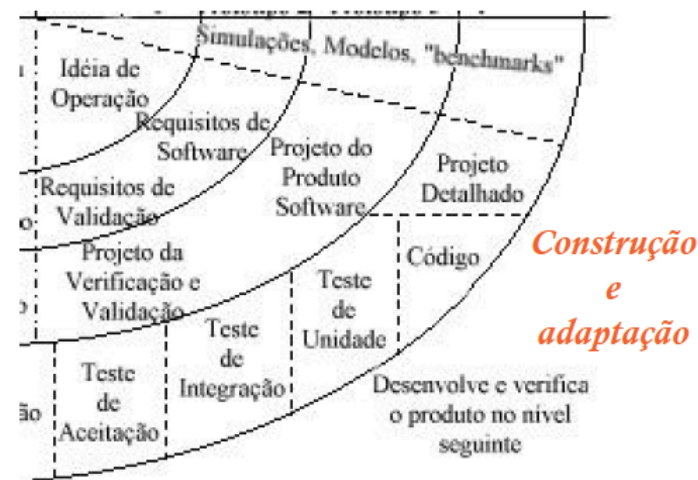 Simulações, Modelos, "benchmarks"
Idéia de
Operação
Requisitos de
Software
Projeto do
Produto
Software
Projeto
Detalhado
Requisitos de
Validação
Projeto da
Verificação e
Validação
Código
Teste
de
Unidade
Teste
de
Integração
Teste
de
Aceitação
ão
Construção
e
adaptação
Desenvolve e verifica
o produto no nível
seguinte